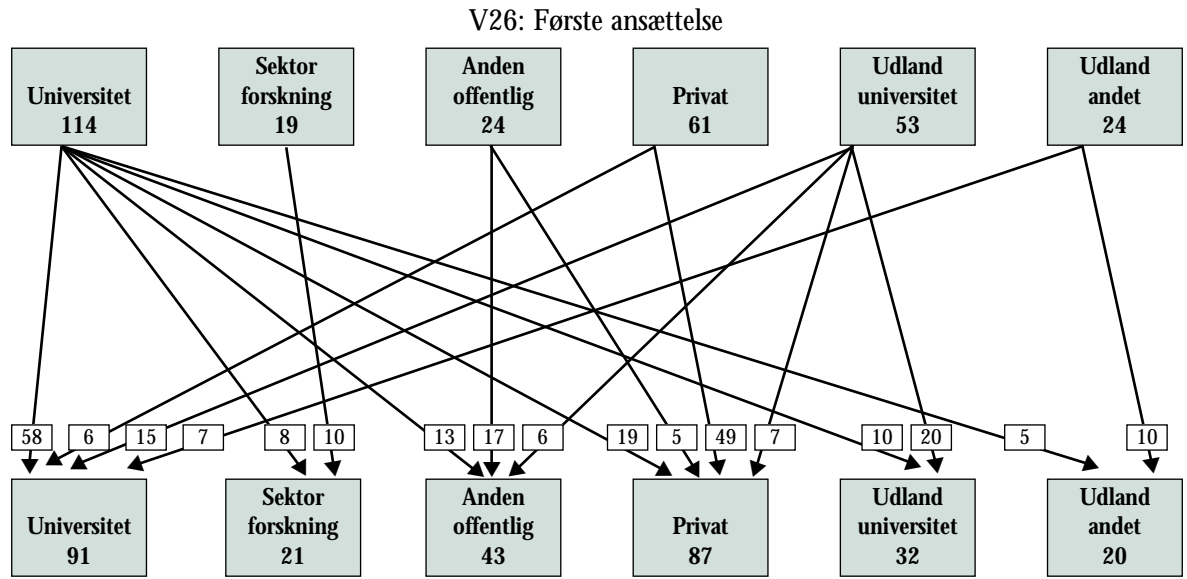 V26: Første ansættelse
Universitet
114
Sektor
forskning
19
Anden
offentlig
24
Privat
61
Udland
universitet
53
Udland
andet
24
58
6
15
7
8
10
13
17
6
19
5
49
7
10
20
5
10
Universitet
91
Sektor
forskning
21
Anden
offentlig
43
Privat
87
Udland
universitet
32
Udland
andet
20